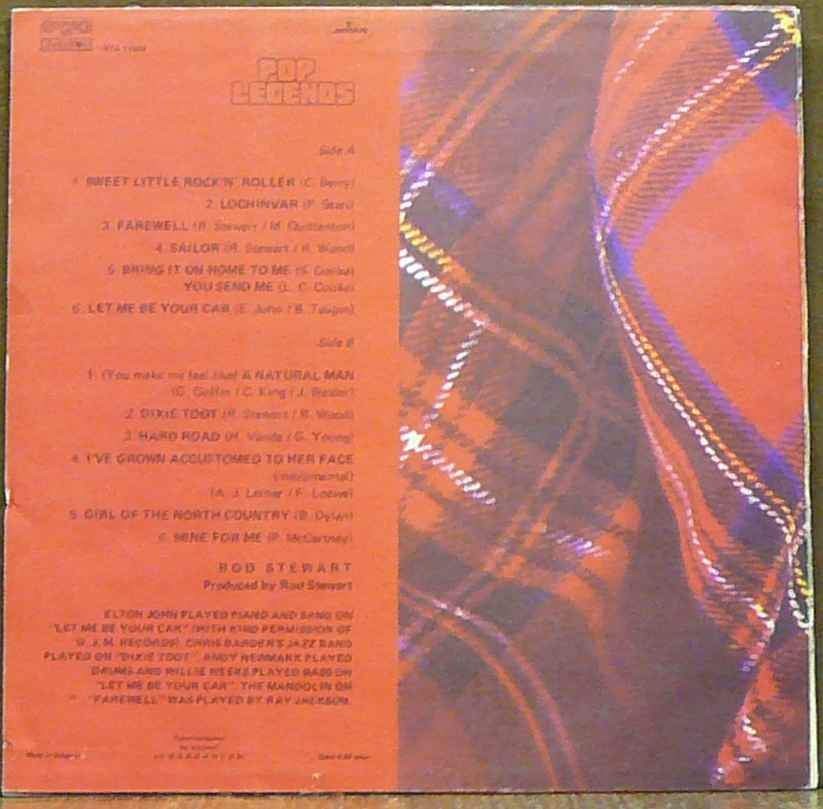 POP
LEGENDS
Side A
1. SWEET LITTLE ROCK 'N' ROLLER (C. Berry)
2. LOCHINVAR (P. Sears)
3. FAREWELL (R. Stewart / M. Quittenton)
4. SAILOR (R. Stewart / R. Wood)
5. BRING IT ON HOME TO ME (S. Cooke)
YOU SEND ME (L. C. Cooke)
6. LET ME BE YOUR CAR (E. John / B. Taupin)
Side B
1. (You make me feel like) A NATURAL MAN
(G. Goffin / C. King / J. Wexler)
2. DIXIE TOOT (R. Stewart / R. Wood)
3. HARD ROAD (H. Vanda / G. Young)
4. I'VE GROWN ACCUSTOMED TO HER FACE
(instrumental)
(A. J. Lerner / F. Loewe)
5. GIRL OF THE NORTH COUNTRY (B. Dylan)
6. MINE FOR ME (P. McCartney)
ROD STEWART
Produced by Rod Stewart
ELTON JOHN PLAYED PIANO AND SANG ON
"LET ME BE YOUR CAR" (WITH KIND PERMISSION OF
D. J. M. RECORDS). CHRIS BARBER'S JAZZ BAND
PLAYED ON "DIXIE TOOT". ANDY NEWMARK PLAYED
DRUMS AND WILLIE WEEKS PLAYED BASS ON
"LET ME BE YOUR CAR". THE MANDOLIN ON
"FAREWELL" WAS PLAYED BY RAY JACKSON.